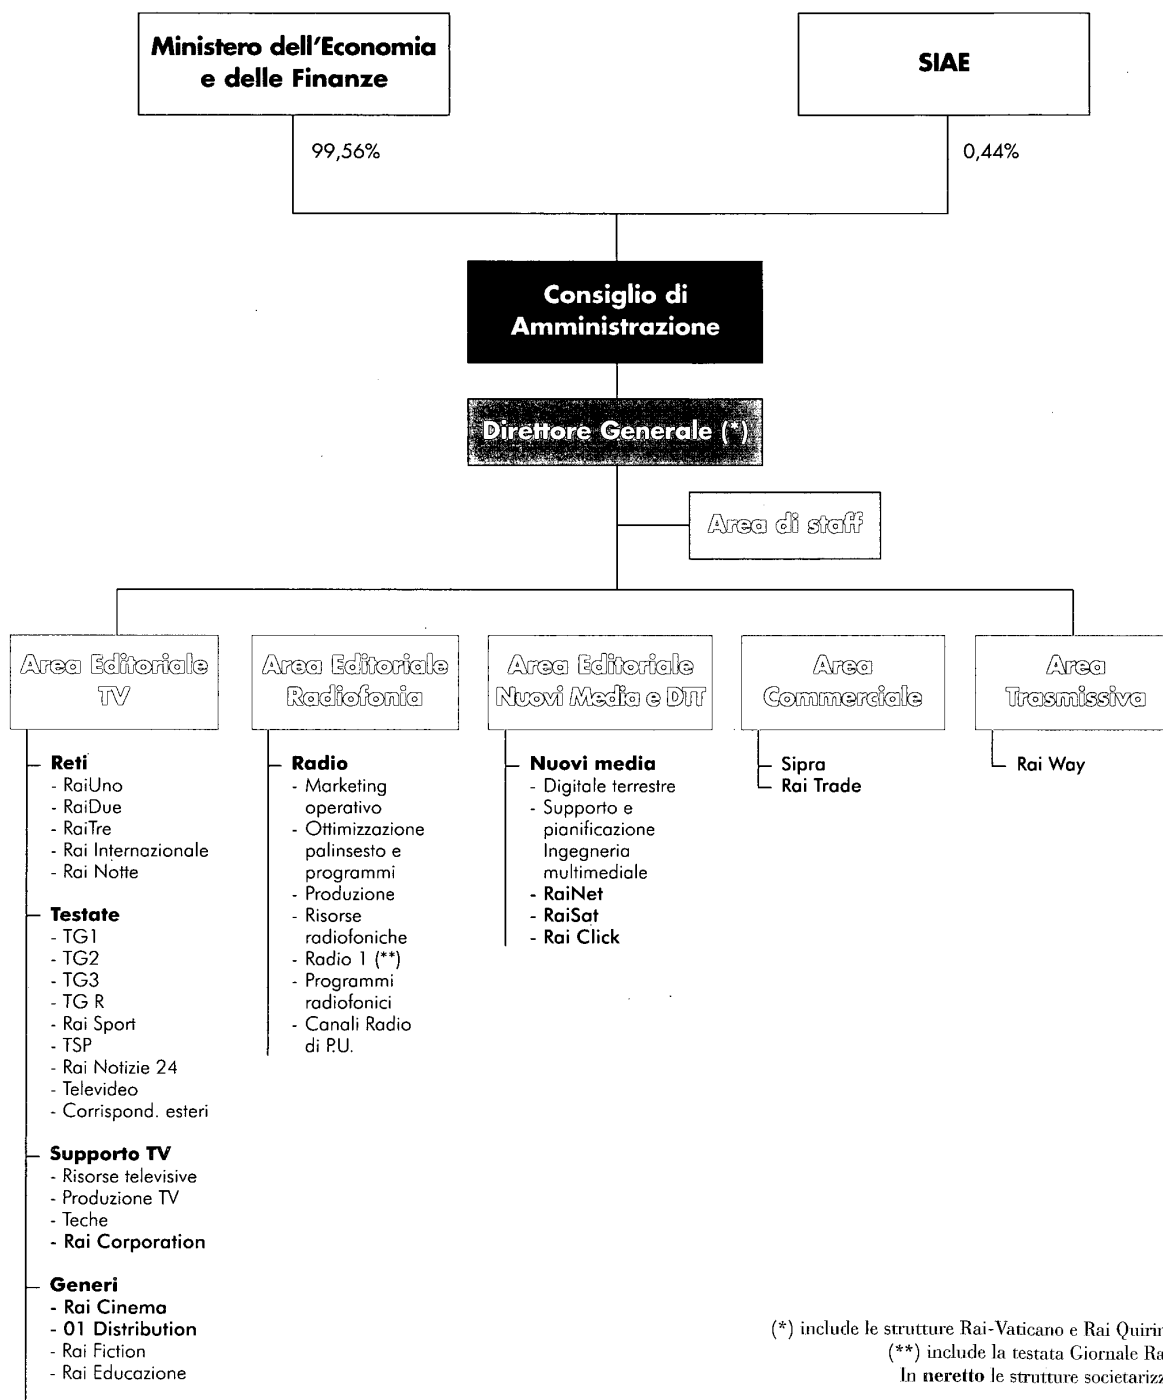 Ministero dell'Economia
e delle Finanze
SIAE
99,56%
0,44%
Consiglio di
Amministrazione
Direttore Generale (*)
Area di staff
Area Editoriale
TV
Area Editoriale
Radiofonia
Area Editoriale
Nuovi Media e DTT
Area
Commerciale
Area
Trasmissiva
Reti
- RaiUno
- RaiDue
- RaiTre
- Rai Internazionale
- Rai Notte
Testate
- TG1
- TG2
- TG3
- TG R
- Rai Sport
- TSP
- Rai Notizie 24
- Televideo
- Corrispond. esteri
Supporto TV
- Risorse televisive
- Produzione TV
- Teche
- Rai Corporation
Generi
- Rai Cinema
- 01 Distribution
- Rai Fiction
- Rai Educazione
Radio
- Marketing
operativo
- Ottimizzazione
palinsesto e
programmi
- Produzione
- Risorse
radiofoniche
- Radio 1 (**)
- Programmi
radiofonici
- Canali Radio
di P.U.
Nuovi media
- Digitale terrestre
- Supporto e
pianificazione
Ingegneria
multimediale
- RaiNet
- RaiSat
- Rai Click
Sipra
Rai Trade
Rai Way
(*) include le strutture Rai-Vaticano e Rai
(**) include la testata Giornale
In neretto le strutture